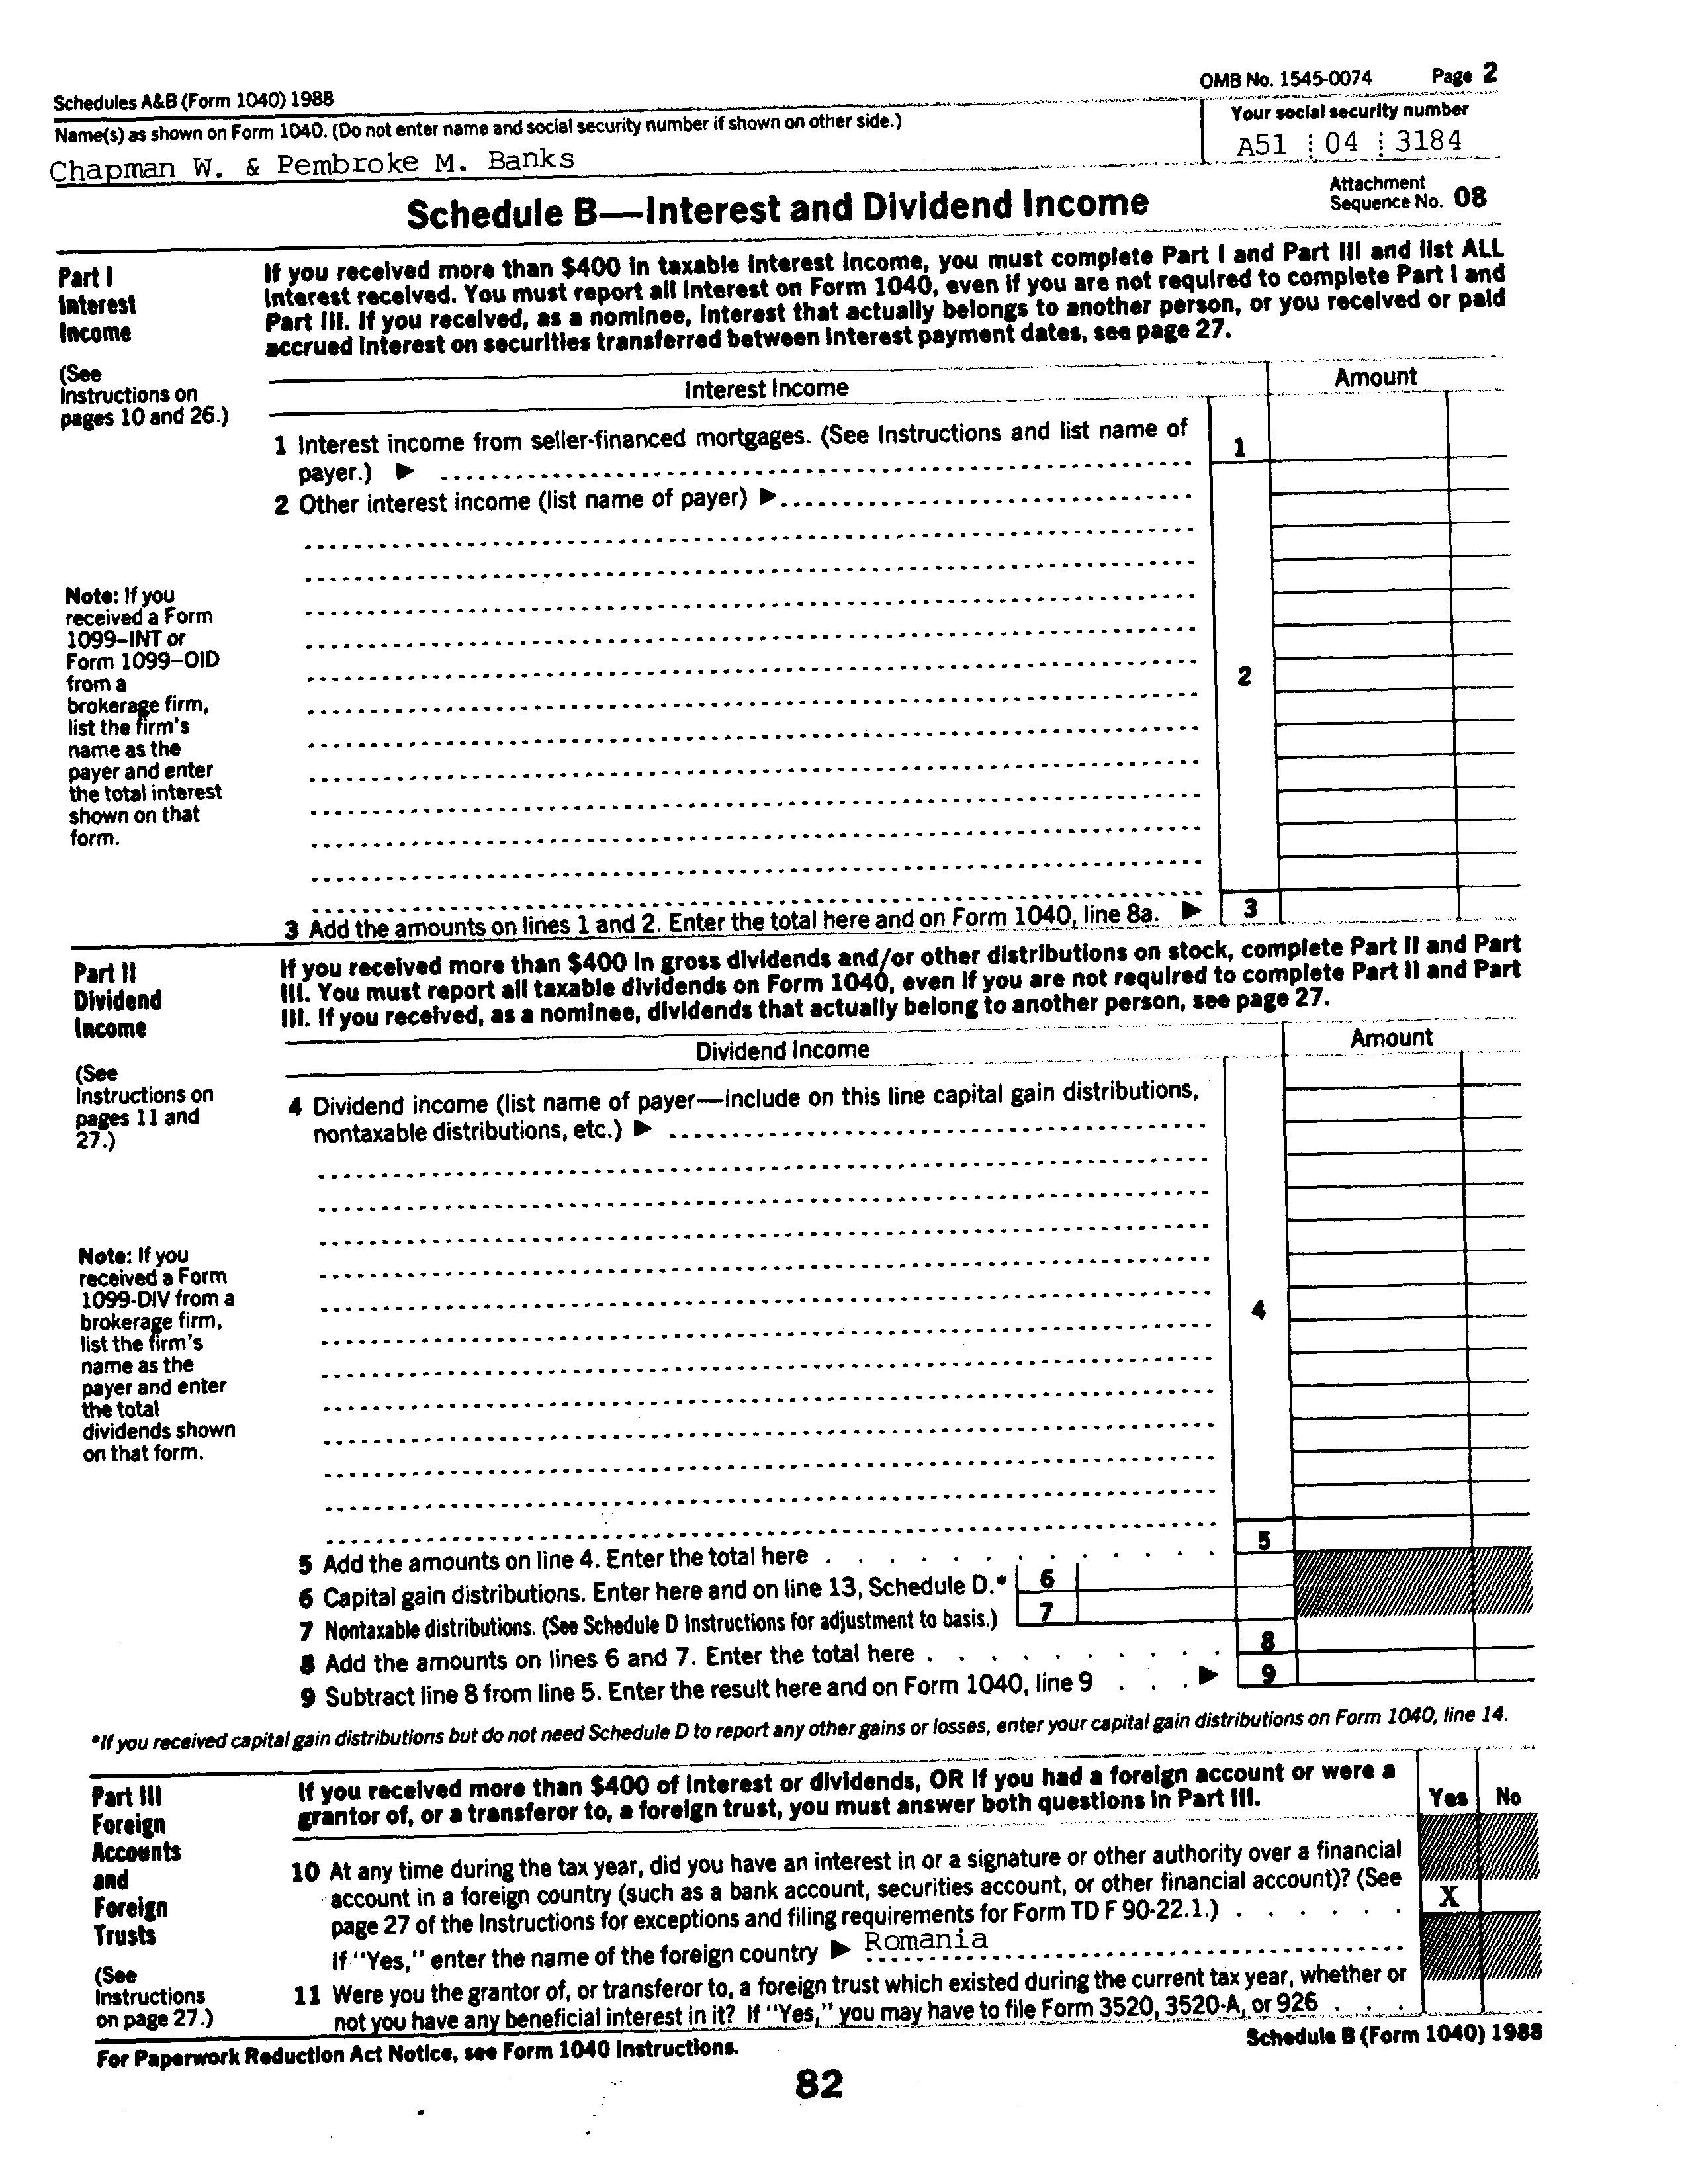 Schedules A&B (Form 1040) 1988
OMB No. 1545-0074 Page 2
Name(s) as shown on Form 1040. (Do not enter name and social security number if shown on other side.)
Your social security number
Chapman W. & Pembroke M. Banks
A51 04 3184
Schedule B—Interest and Dividend Income
Attachment
Sequence No. 08
Part I
Interest
Income
(See
Instructions on
pages 10 and 26.)
If you received more than $400 in taxable interest income, you must complete Part I and Part III and list ALL
interest received. You must report all interest on Form 1040, even if you are not required to complete Part I and
Part III. If you received, as a nominee, interest that actually belongs to another person, or you received or paid
accrued interest on securities transferred between interest payment dates, see page 27.
Interest Income
Amount
1 Interest income from seller-financed mortgages. (See Instructions and list name of
payer.) ▶
1
2 Other interest income (list name of payer) ▶
Note: If you
received a Form
1099–INT or
Form 1099–OID
from a
brokerage firm,
list the firm's
name as the
payer and enter
the total interest
shown on that
form.
2
3 Add the amounts on lines 1 and 2. Enter the total here and on Form 1040, line 8a. ▶ 3
Part II
Dividend
Income
(See
Instructions on
pages 11 and
27.)
If you received more than $400 in gross dividends and/or other distributions on stock, complete Part II and Part
III. You must report all taxable dividends on Form 1040, even if you are not required to complete Part II and Part
III. If you received, as a nominee, dividends that actually belong to another person, see page 27.
Dividend Income
Amount
4 Dividend income (list name of payer—include on this line capital gain distributions,
nontaxable distributions, etc.) ▶
Note: If you
received a Form
1099-DIV from a
brokerage firm,
list the firm's
name as the
payer and enter
the total
dividends shown
on that form.
4
5 Add the amounts on line 4. Enter the total here . . . . . . . . . . . . . 5
6 Capital gain distributions. Enter here and on line 13, Schedule D.* 6
7 Nontaxable distributions. (See Schedule D Instructions for adjustment to basis.) 7
8 Add the amounts on lines 6 and 7. Enter the total here . . . . . . . . . . 8
9 Subtract line 8 from line 5. Enter the result here and on Form 1040, line 9 . . . ▶ 9
*If you received capital gain distributions but do not need Schedule D to report any other gains or losses, enter your capital gain distributions on Form 1040, line 14.
Part III
Foreign
Accounts
and
Foreign
Trusts
(See
Instructions
on page 27.)
If you received more than $400 of interest or dividends, OR if you had a foreign account or were a
grantor of, or a transferor to, a foreign trust, you must answer both questions in Part III.
Yes No
10 At any time during the tax year, did you have an interest in or a signature or other authority over a financial
account in a foreign country (such as a bank account, securities account, or other financial account)? (See
page 27 of the Instructions for exceptions and filing requirements for Form TD F 90-22.1.) . . . . . . X
If "Yes," enter the name of the foreign country ▶ Romania
11 Were you the grantor of, or transferor to, a foreign trust which existed during the current tax year, whether or
not you have any beneficial interest in it? If "Yes," you may have to file Form 3520, 3520-A, or 926 . . .
For Paperwork Reduction Act Notice, see Form 1040 Instructions.
Schedule B (Form 1040) 1988
82